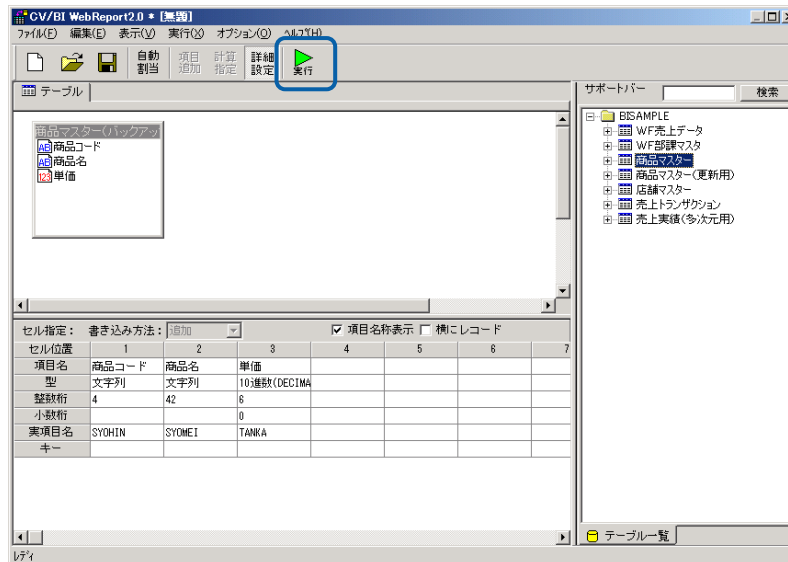 CV/BI WebReport2.0 * [無題]
ﾌｧｲﾙ(F) 編集(E) 表示(V) 実行(X) オプション(O) ﾍﾙﾌﾟ(H)
自動割当 項目追加 計算指定 詳細設定 実行
テーブル
商品マスター(バックアッ
AB 商品コード
AB 商品名
123 単価
サポートバー 検索
BISAMPLE
WF売上データ
WF部課マスタ
商品マスター
商品マスター(更新用)
店舗マスター
売上トランザクション
売上実績(多次元用)
セル指定： 書き込み方法： 追加 項目名称表示 横にレコード
セル位置 1 2 3 4 5 6 7
項目名 商品コード 商品名 単価
型 文字列 文字列 10進数(DECIMA
整数桁 4 42 6
小数桁 0
実項目名 SYOHIN SYOMEI TANKA
キー
テーブル一覧
ﾚﾃﾞｨ